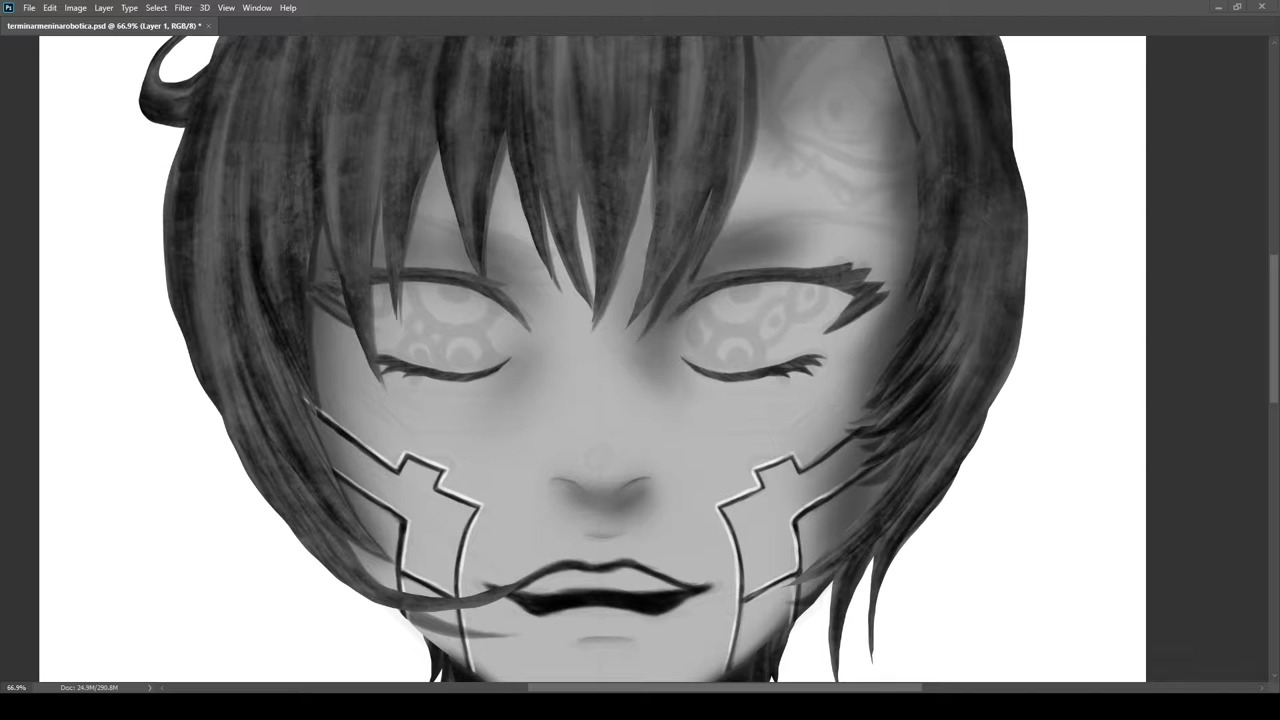 Ps File Edit Image Layer Type Select Filter 3D View Window Help
terminarmeninarobotica.psd @ 66.9% (Layer 1, RGB/8) * ×
66.9% Doc: 24.9M/290.8M